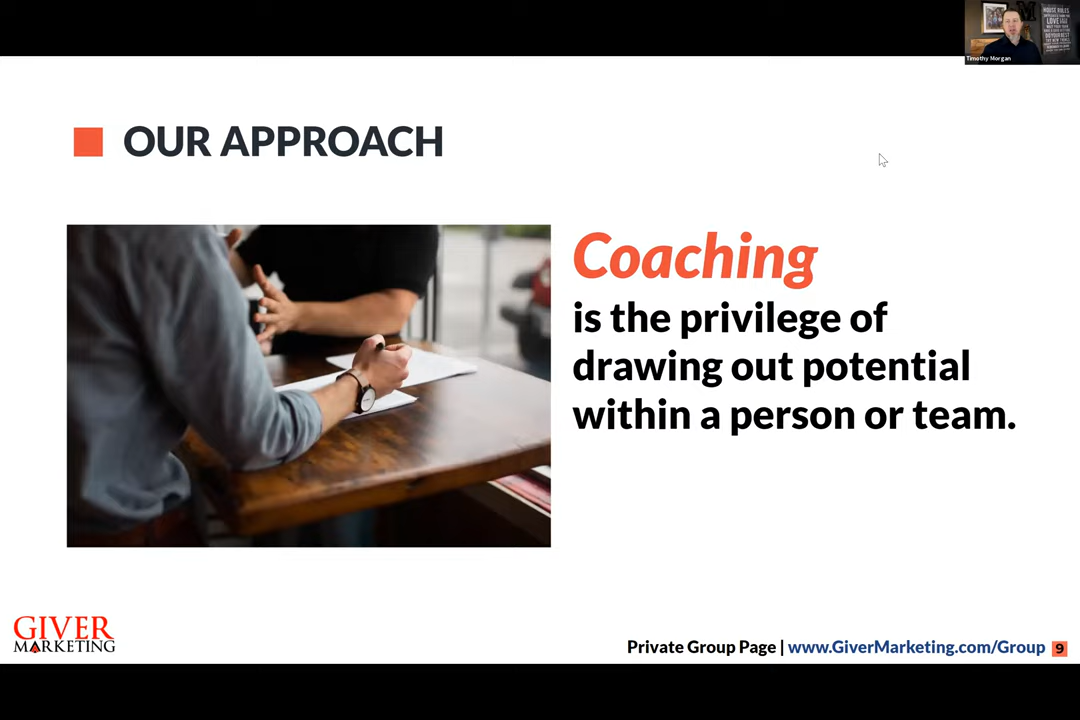 Timothy Morgan
OUR APPROACH
Coaching
is the privilege of
drawing out potential
within a person or team.
GIVER
MARKETING
Private Group Page | www.GiverMarketing.com/Group 9